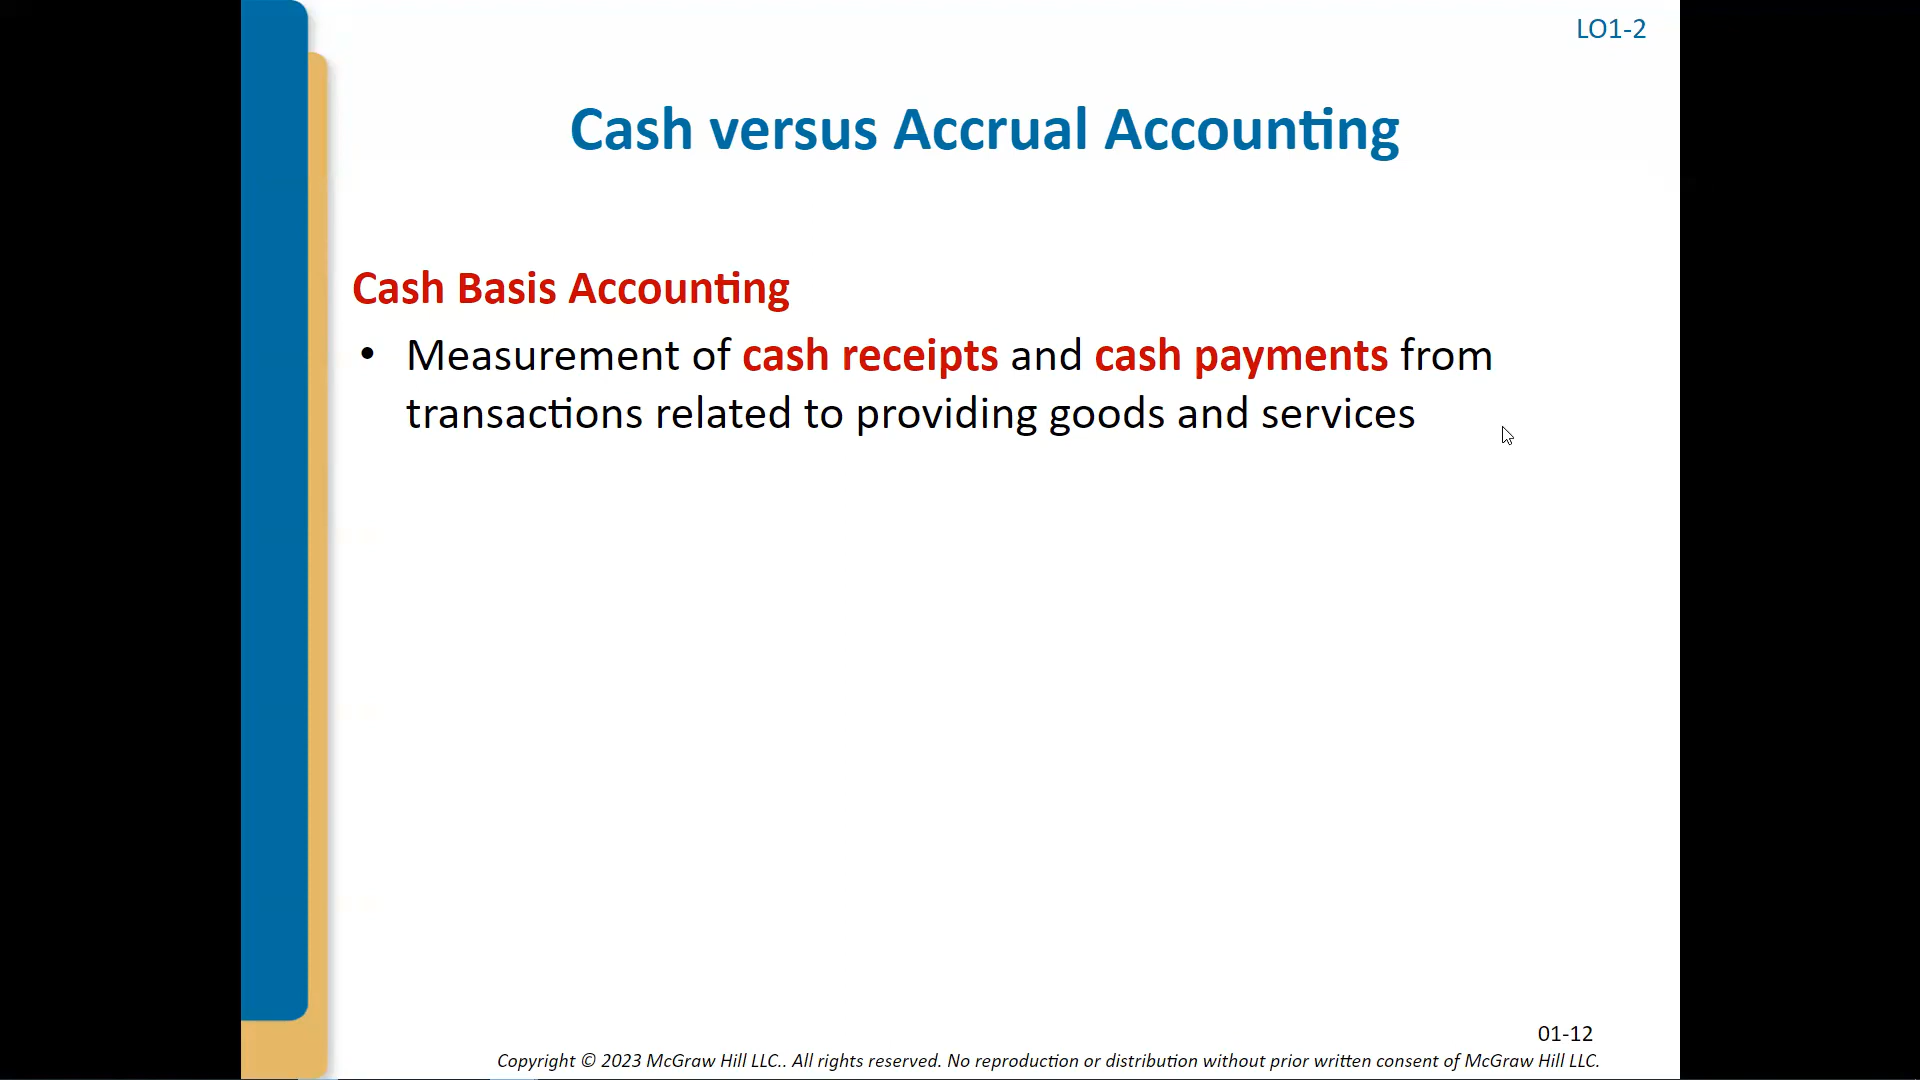 LO1-2
Cash versus Accrual Accounting
Cash Basis Accounting
• Measurement of cash receipts and cash payments from
transactions related to providing goods and services
01-12
Copyright © 2023 McGraw Hill LLC.. All rights reserved. No reproduction or distribution without prior written consent of McGraw Hill LLC.